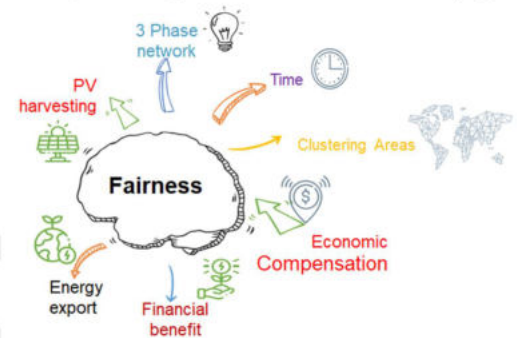 3 Phase
network
Time
PV
harvesting
Clustering Areas
Fairness
$
Economic
Compensation
Energy
export
Financial
benefit